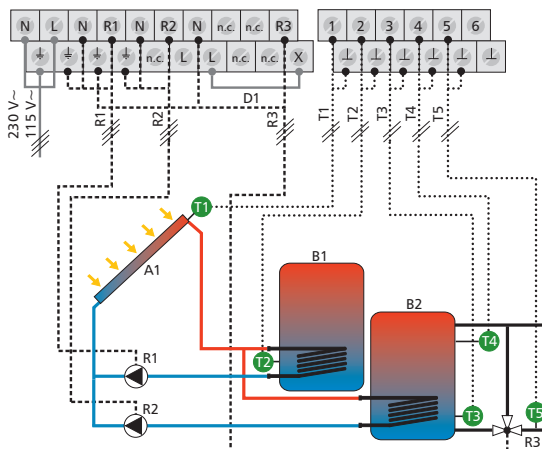 N L N R1 N R2 N n.c. n.c. R3
n.c. L L n.c. n.c. X
1 2 3 4 5 6
D1
230 V~
115 V~
R1
R2
R3
T1
T2
T3
T4
T5
T1
A1
B1
B2
T2
T4
R1
T3
T5
R2
R3